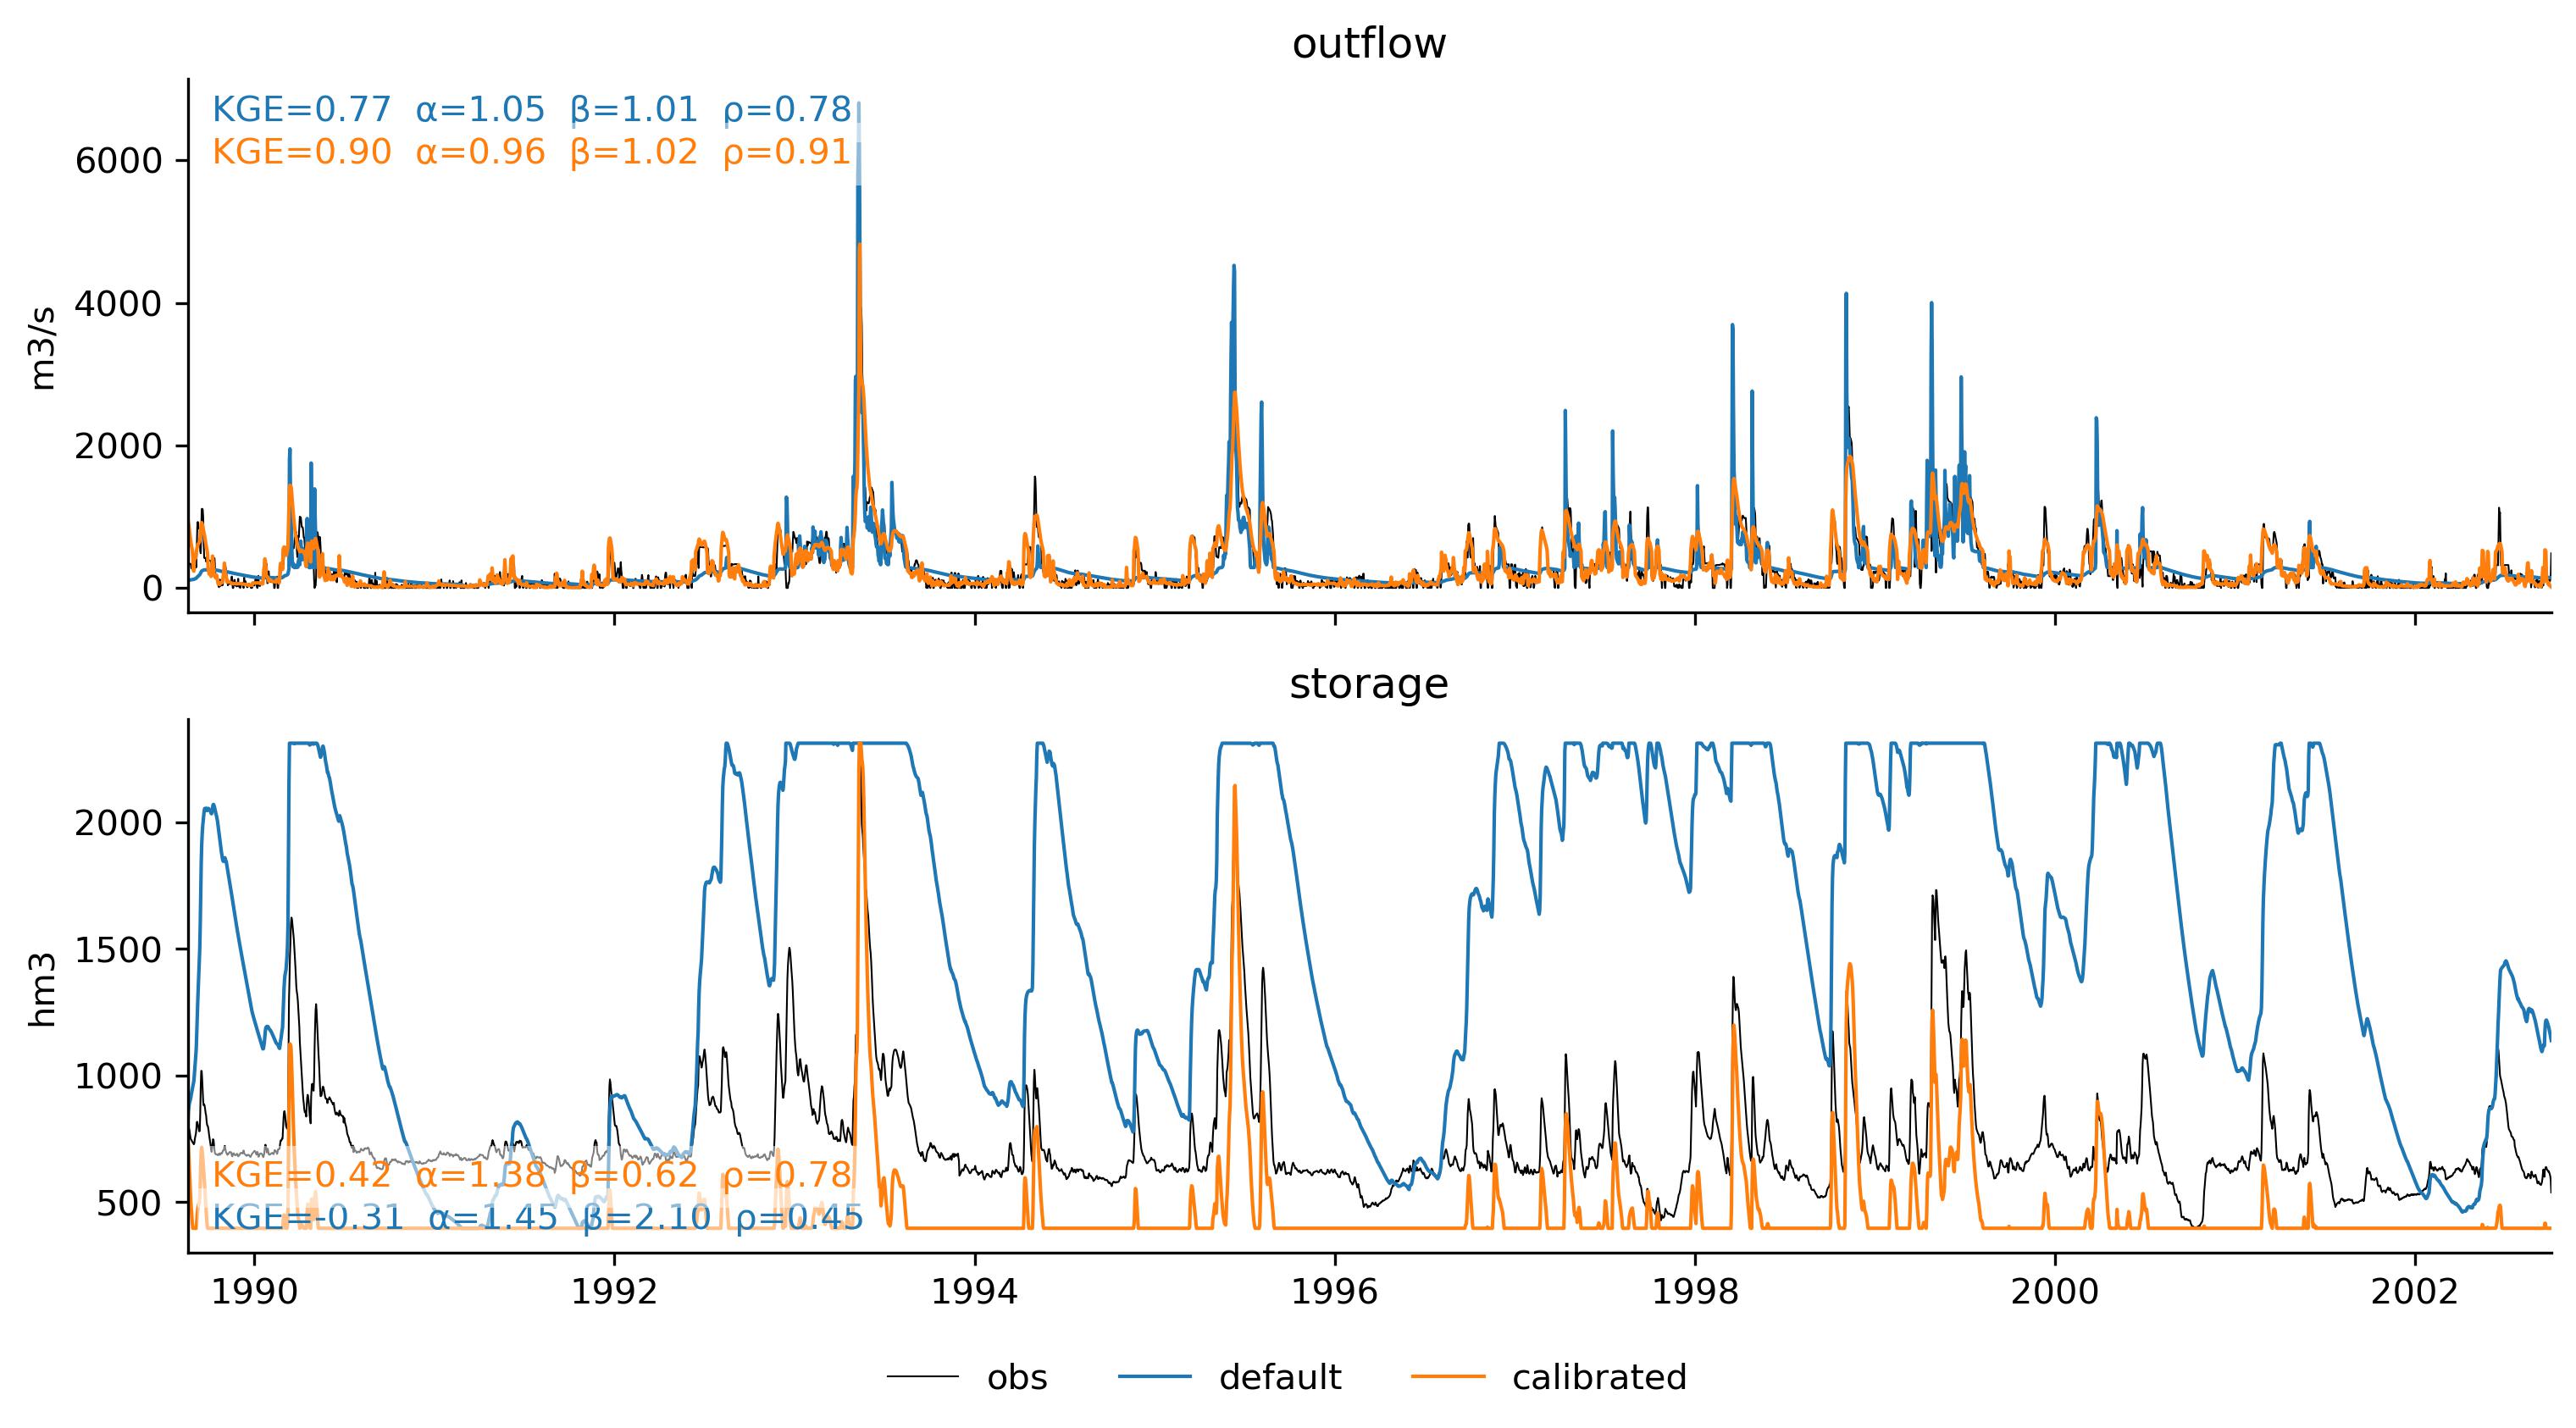 outflow
KGE=0.77 α=1.05 β=1.01 ρ=0.78
KGE=0.90 α=0.96 β=1.02 ρ=0.91
m3/s
6000
4000
2000
0
storage
hm3
2000
1500
1000
500
KGE=0.42 α=1.38 β=0.62 ρ=0.78
KGE=-0.31 α=1.45 β=2.10 ρ=0.45
1990 1992 1994 1996 1998 2000 2002
obs default calibrated